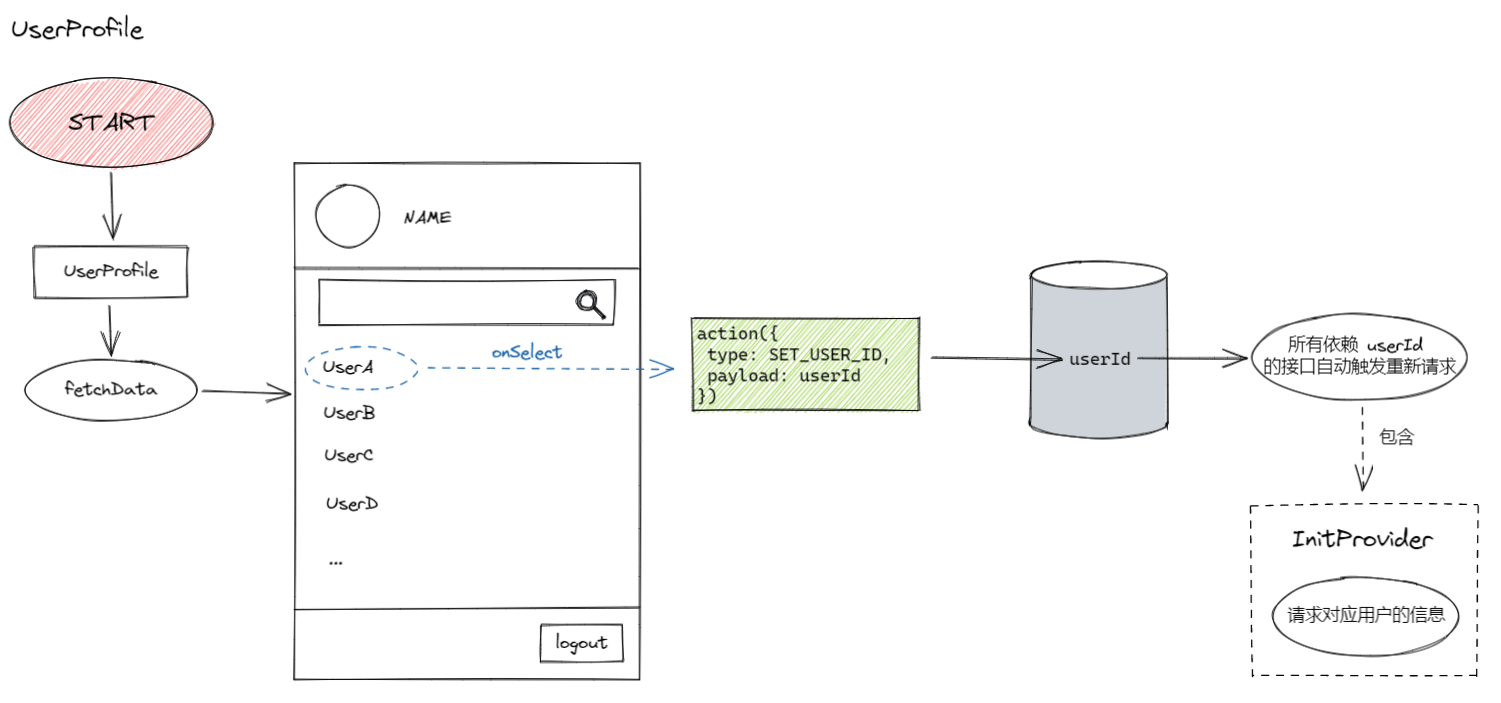 UserProfile
START
UserProfile
fetchData
NAME
UserA
UserB
UserC
UserD
...
logout
onSelect
action({
  type: SET_USER_ID,
  payload: userId
})
userId
所有依赖 userId
的接口自动触发重新请求
包含
InitProvider
请求对应用户的信息